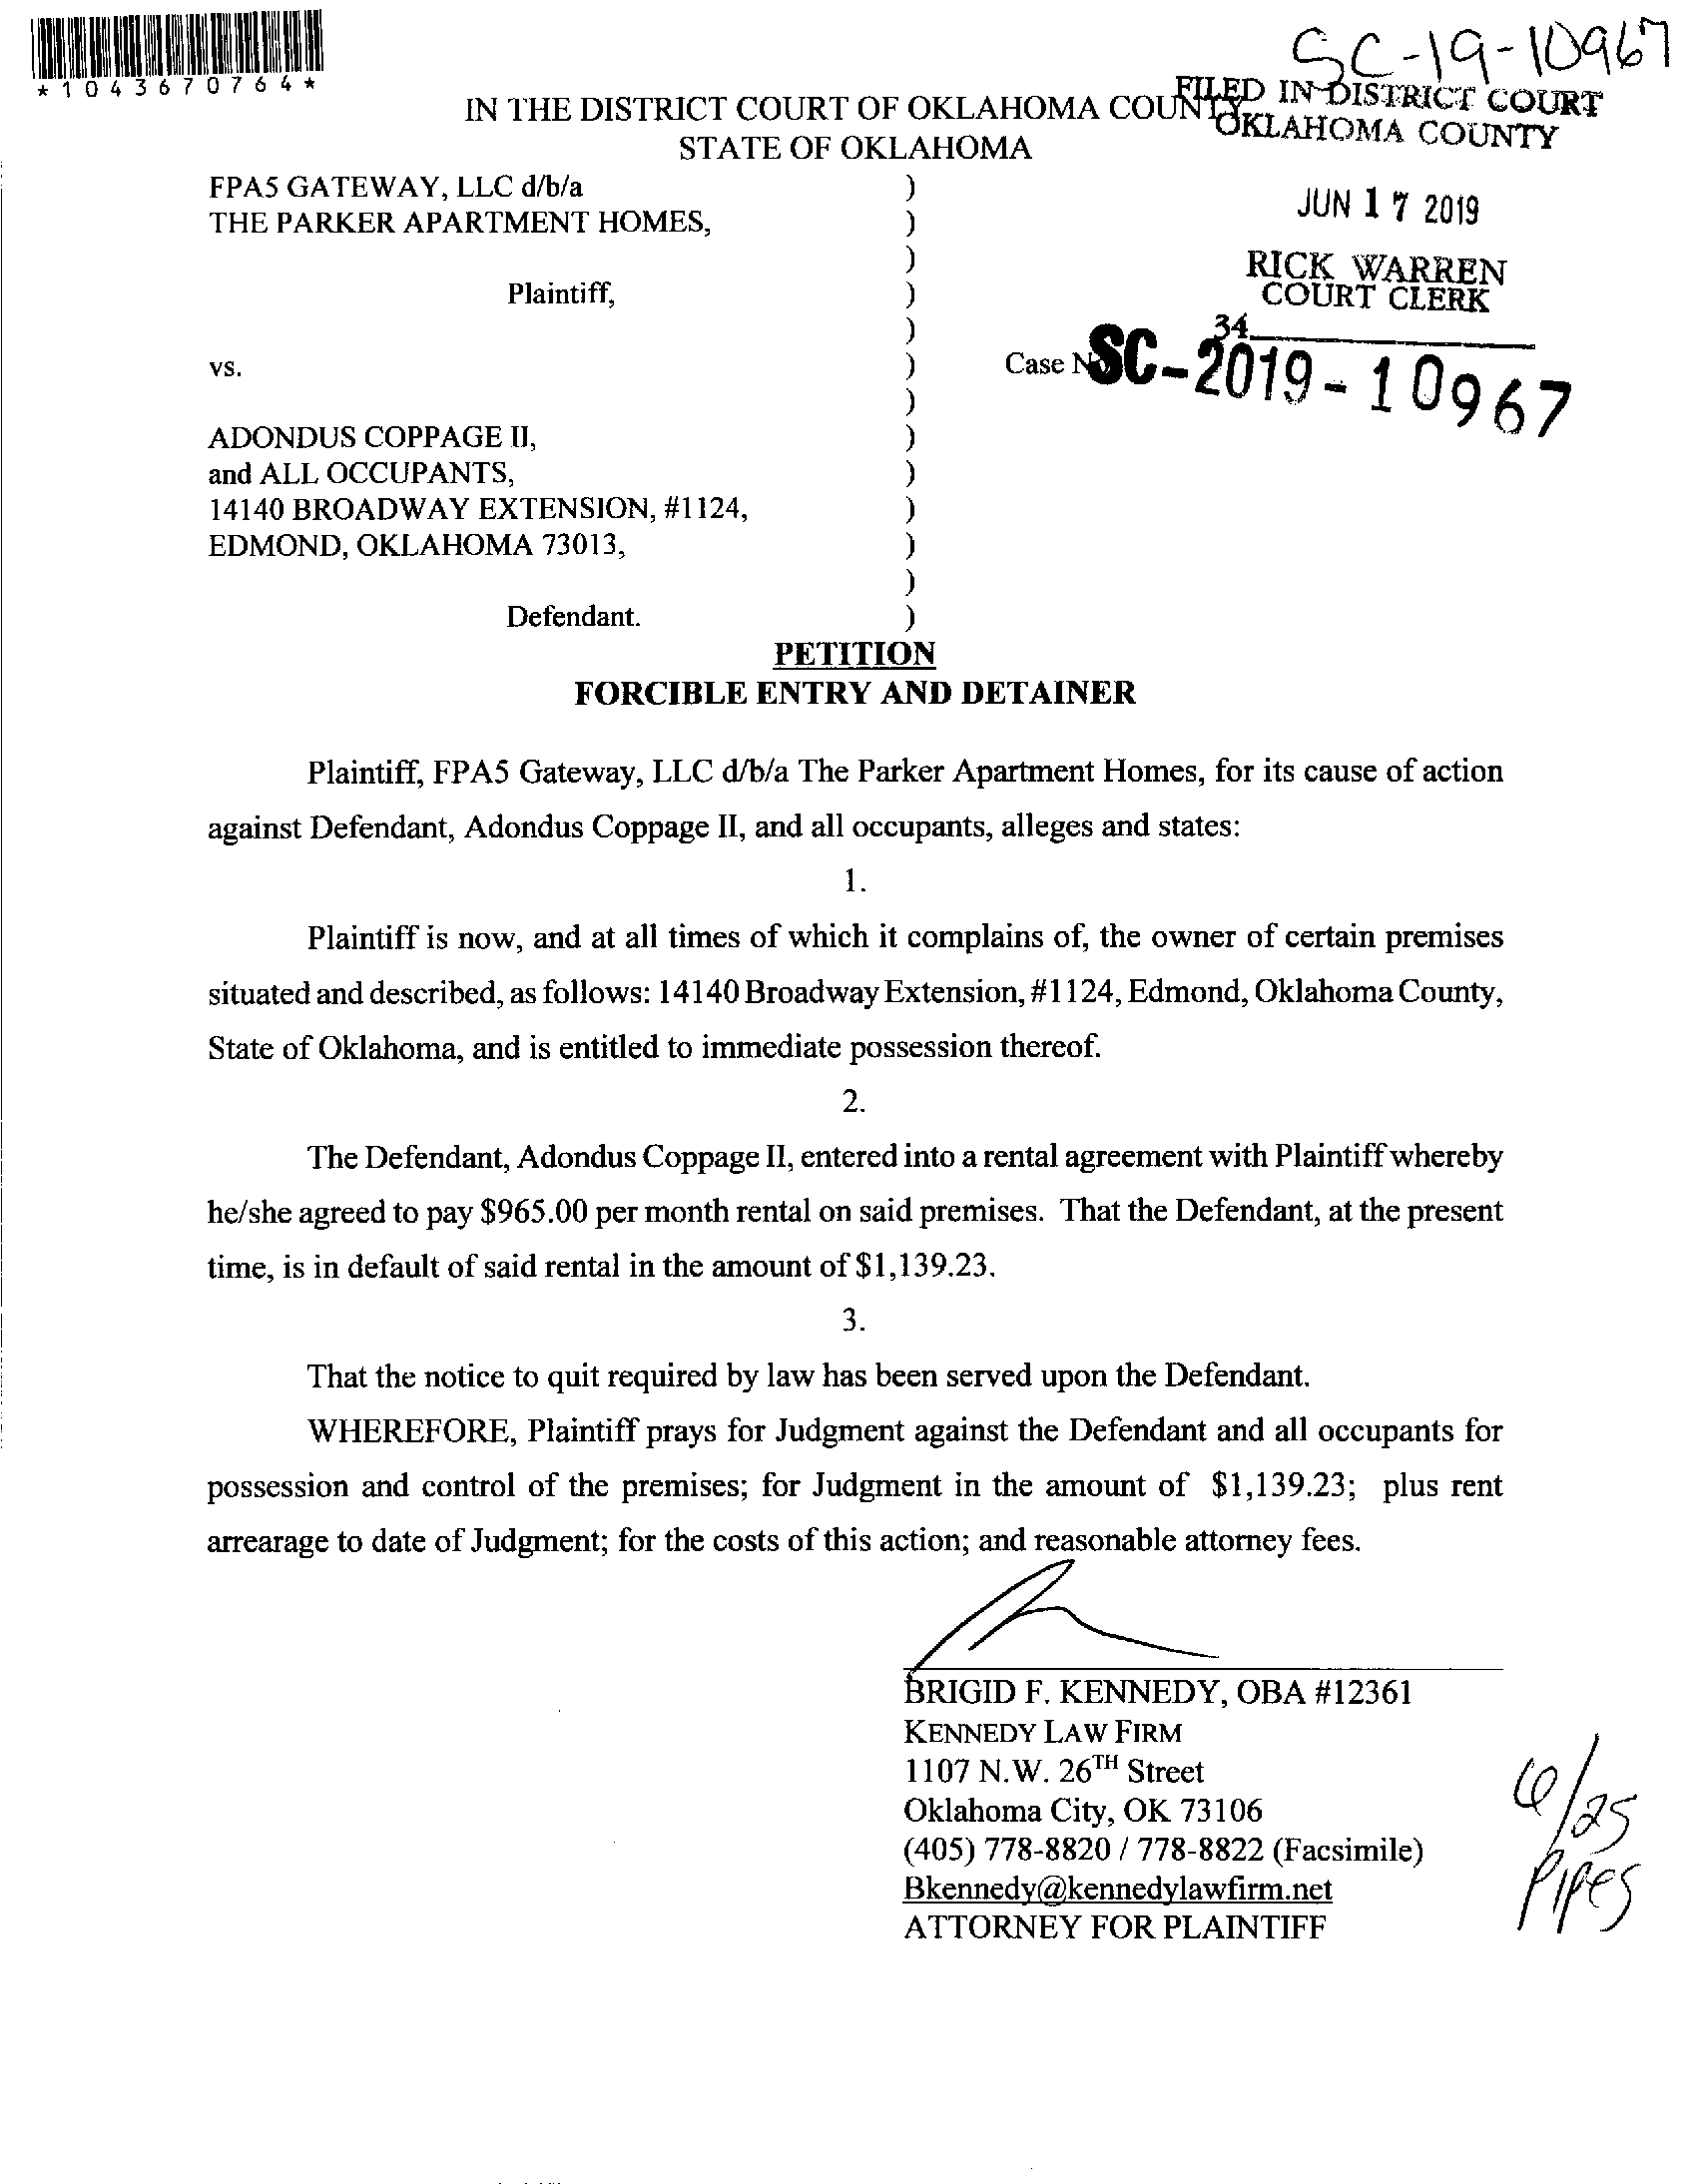 SC-19-10967
*1043670764*
FILED IN DISTRICT COURT
OKLAHOMA COUNTY
IN THE DISTRICT COURT OF OKLAHOMA COUNTY
STATE OF OKLAHOMA
JUN 17 2019
RICK WARREN
COURT CLERK
34
FPA5 GATEWAY, LLC d/b/a )
THE PARKER APARTMENT HOMES, )
)
Plaintiff, )
)
vs. ) Case No. SC-2019-10967
)
ADONDUS COPPAGE II, )
and ALL OCCUPANTS, )
14140 BROADWAY EXTENSION, #1124, )
EDMOND, OKLAHOMA 73013, )
)
Defendant. )
PETITION
FORCIBLE ENTRY AND DETAINER
Plaintiff, FPA5 Gateway, LLC d/b/a The Parker Apartment Homes, for its cause of action
against Defendant, Adondus Coppage II, and all occupants, alleges and states:
1.
Plaintiff is now, and at all times of which it complains of, the owner of certain premises
situated and described, as follows: 14140 Broadway Extension, #1124, Edmond, Oklahoma County,
State of Oklahoma, and is entitled to immediate possession thereof.
2.
The Defendant, Adondus Coppage II, entered into a rental agreement with Plaintiff whereby
he/she agreed to pay $965.00 per month rental on said premises. That the Defendant, at the present
time, is in default of said rental in the amount of $1,139.23.
3.
That the notice to quit required by law has been served upon the Defendant.
WHEREFORE, Plaintiff prays for Judgment against the Defendant and all occupants for
possession and control of the premises; for Judgment in the amount of $1,139.23; plus rent
arrearage to date of Judgment; for the costs of this action; and reasonable attorney fees.
BRIGID F. KENNEDY, OBA #12361
KENNEDY LAW FIRM
1107 N.W. 26TH Street
Oklahoma City, OK 73106
(405) 778-8820 / 778-8822 (Facsimile)
Bkennedy@kennedylawfirm.net
ATTORNEY FOR PLAINTIFF
6/25
Pipes